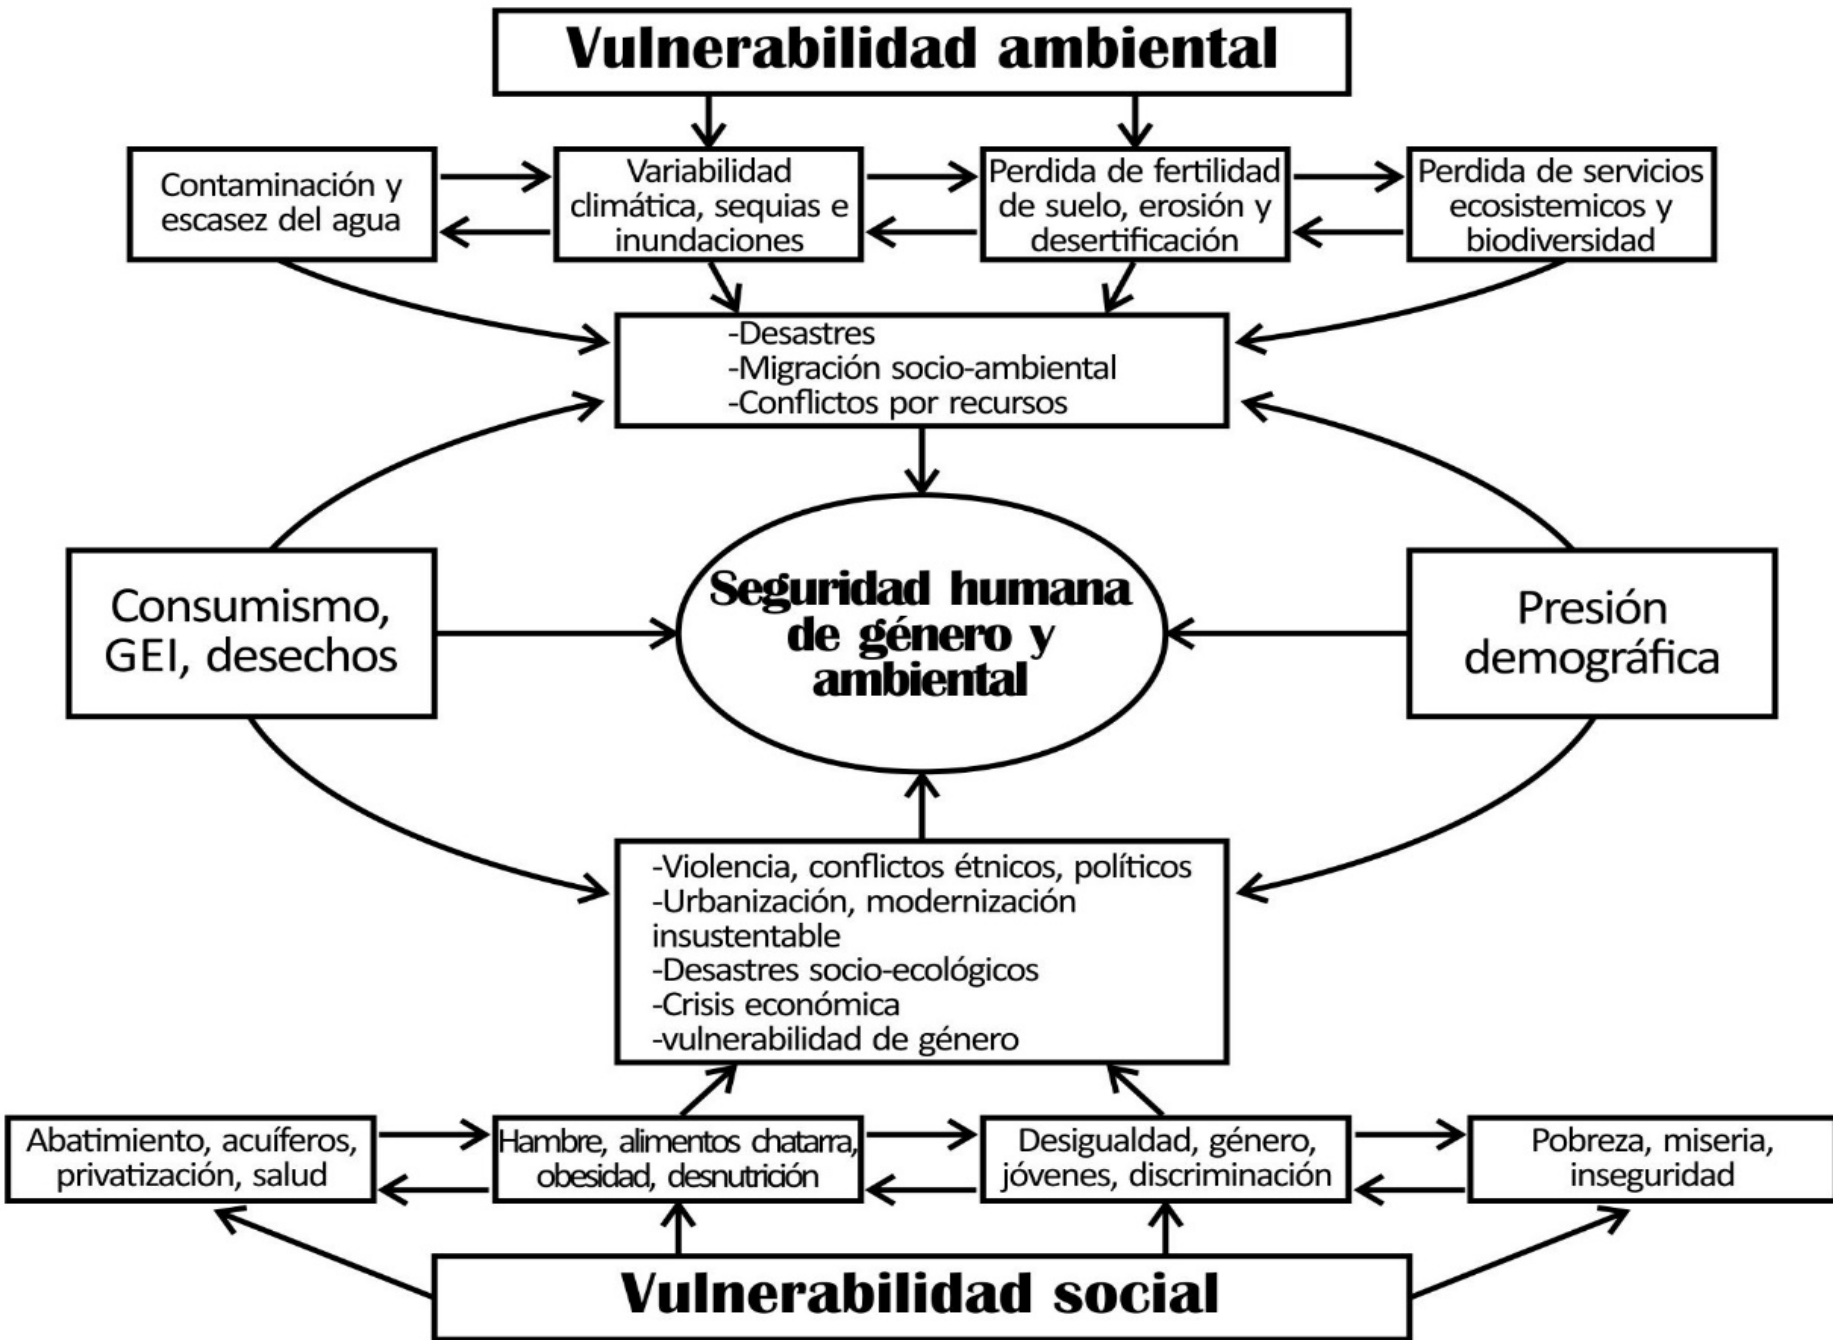 Vulnerabilidad ambiental
Contaminación y
escasez del agua
Variabilidad
climática, sequias e
inundaciones
Perdida de fertilidad
de suelo, erosión y
desertificación
Perdida de servicios
ecosistemicos y
biodiversidad
-Desastres
-Migración socio-ambiental
-Conflictos por recursos
Consumismo,
GEI, desechos
Seguridad humana
de género y
ambiental
Presión
demográfica
-Violencia, conflictos étnicos, políticos
-Urbanización, modernización
insustentable
-Desastres socio-ecológicos
-Crisis económica
-vulnerabilidad de género
Abatimiento, acuíferos,
privatización, salud
Hambre, alimentos chatarra,
obesidad, desnutrición
Desigualdad, género,
jóvenes, discriminación
Pobreza, miseria,
inseguridad
Vulnerabilidad social